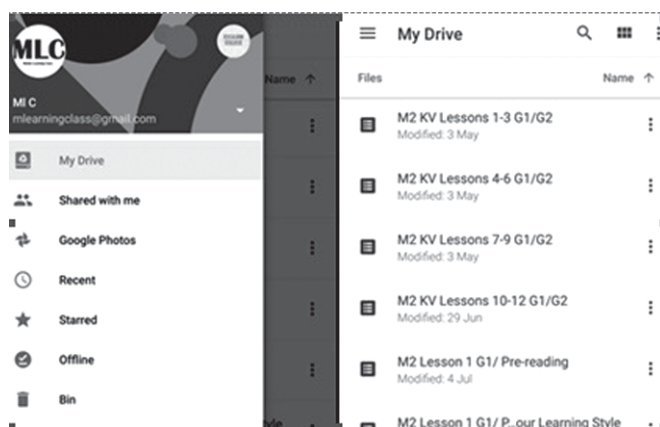 MLC
Name ↑
MI C
mlearningclass@gmail.com
My Drive
Shared with me
Google Photos
Recent
Starred
Offline
Bin
My Drive
Files
Name ↑
M2 KV Lessons 1-3 G1/G2
Modified: 3 May
M2 KV Lessons 4-6 G1/G2
Modified: 3 May
M2 KV Lessons 7-9 G1/G2
Modified: 3 May
M2 KV Lessons 10-12 G1/G2
Modified: 29 Jun
M2 Lesson 1 G1/ Pre-reading
Modified: 4 Jul
M2 Lesson 1 G1/ P...our Learning Style